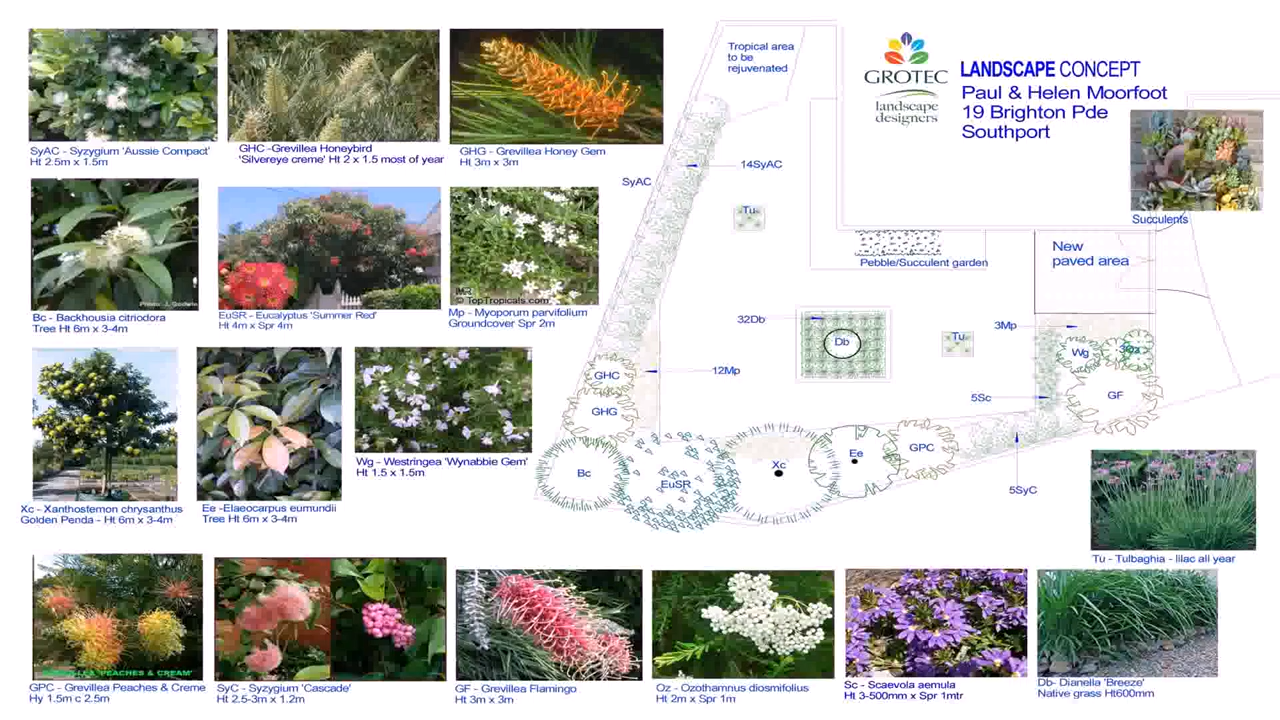 Tropical area
to be
rejuvenated
GROTEC
landscape
designers
LANDSCAPE CONCEPT
Paul & Helen Moorfoot
19 Brighton Pde
Southport
SyAC - Syzygium 'Aussie Compact'
Ht 2.5m x 1.5m
GHC -Grevillea Honeybird
'Silvereye creme' Ht 2 x 1.5 most of year
GHG - Grevillea Honey Gem
Ht 3m x 3m
SyAC
14SyAC
Tu
Succulents
Pebble/Succulent garden
New
paved area
Bc - Backhousia citriodora
Tree Ht 6m x 3-4m
Photo: J. Goodwin
EuSR - Eucalyptus 'Summer Red'
Ht 4m x Spr 4m
© TopTropicals.com
Mp - Myoporum parvifolium
Groundcover Spr 2m
32Db
Db
Tu
3Mp
Wg
GHC
12Mp
GHG
5Sc
GF
Wg - Westringea 'Wynabbie Gem'
Ht 1.5 x 1.5m
Bc
EuSR
Xc
Ee
GPC
5SyC
Xc - Xanthostemon chrysanthus
Golden Penda - Ht 6m x 3-4m
Ee -Elaeocarpus eumundii
Tree Ht 6m x 3-4m
Tu - Tulbaghia - lilac all year
GREVILLEA 'PEACHES & CREAM'
GPC - Grevillea Peaches & Creme
Hy 1.5m c 2.5m
SyC - Syzygium 'Cascade'
Ht 2.5-3m x 1.2m
GF - Grevillea Flamingo
Ht 3m x 3m
Oz - Ozothamnus diosmifolius
Ht 2m x Spr 1m
Sc - Scaevola aemula
Ht 3-500mm x Spr 1mtr
Db- Dianella 'Breeze'
Native grass Ht600mm